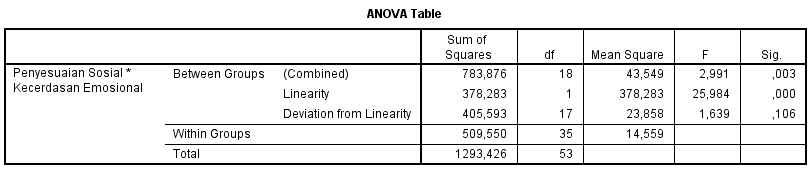 ANOVA Table
Sum of Squares df Mean Square F Sig.
Penyesuaian Sosial * Kecerdasan Emosional Between Groups (Combined) 783,876 18 43,549 2,991 ,003
Linearity 378,283 1 378,283 25,984 ,000
Deviation from Linearity 405,593 17 23,858 1,639 ,106
Within Groups 509,550 35 14,559
Total 1293,426 53